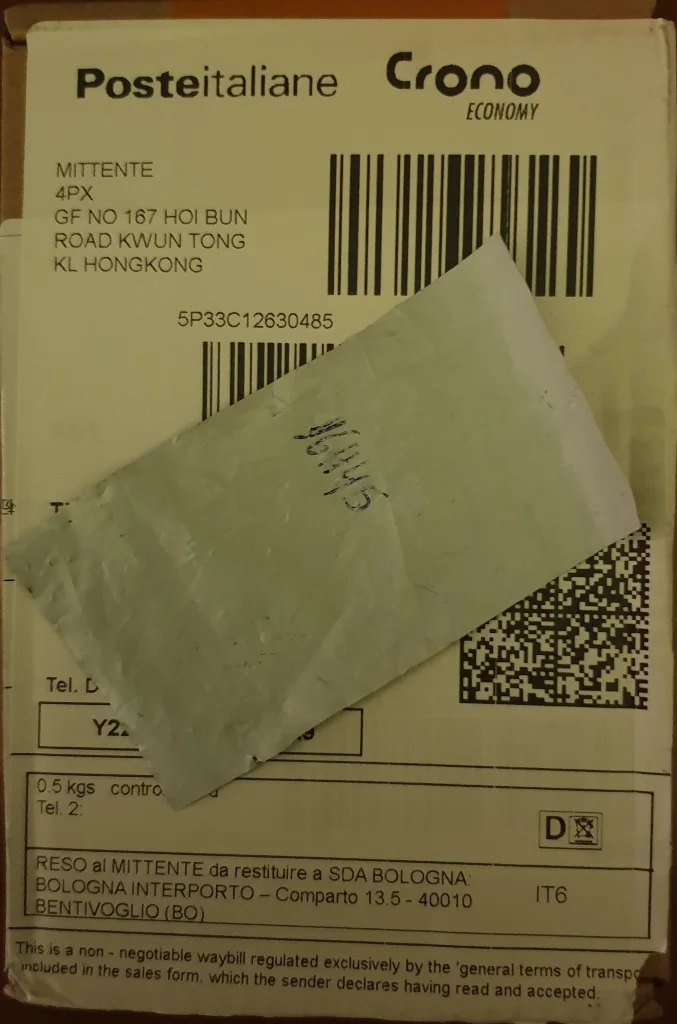 Posteitaliane Crono
ECONOMY
MITTENTE
4PX
GF NO 167 HOI BUN
ROAD KWUN TONG
KL HONGKONG
5P33C12630485
Tel.
0.5 kgs
Tel. 2:
D
RESO al MITTENTE da restituire a SDA BOLOGNA:
BOLOGNA INTERPORTO – Comparto 13.5 - 40010
BENTIVOGLIO (BO)
IT6
This is a non - negotiable waybill regulated exclusively by the 'general terms of
included in the sales form. which the sender declares having read and accepted.